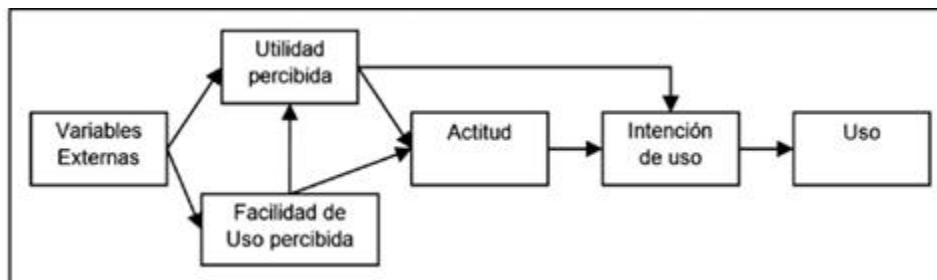 Utilidad
percibida
Variables
Externas
Actitud
Intención
de uso
Uso
Facilidad de
Uso percibida